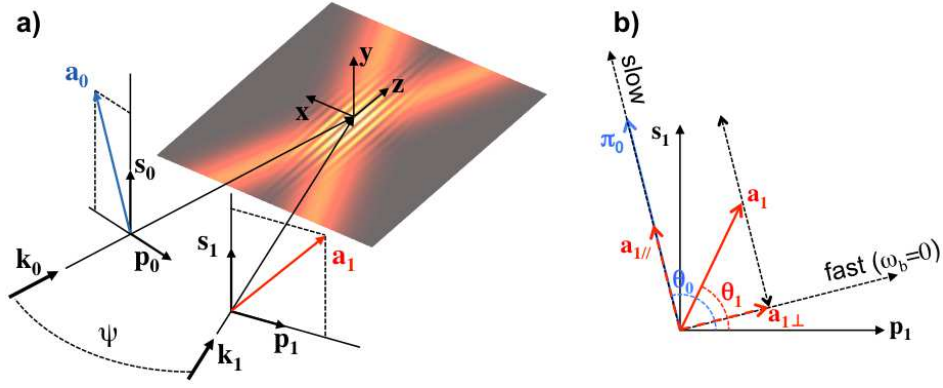 a)
b)
a₀
s₀
p₀
k₀
ψ
y
z
x
s₁
a₁
p₁
k₁
slow
π₀
s₁
a₁
a₁//
fast (ω_b=0)
θ₀
θ₁
a₁⊥
p₁